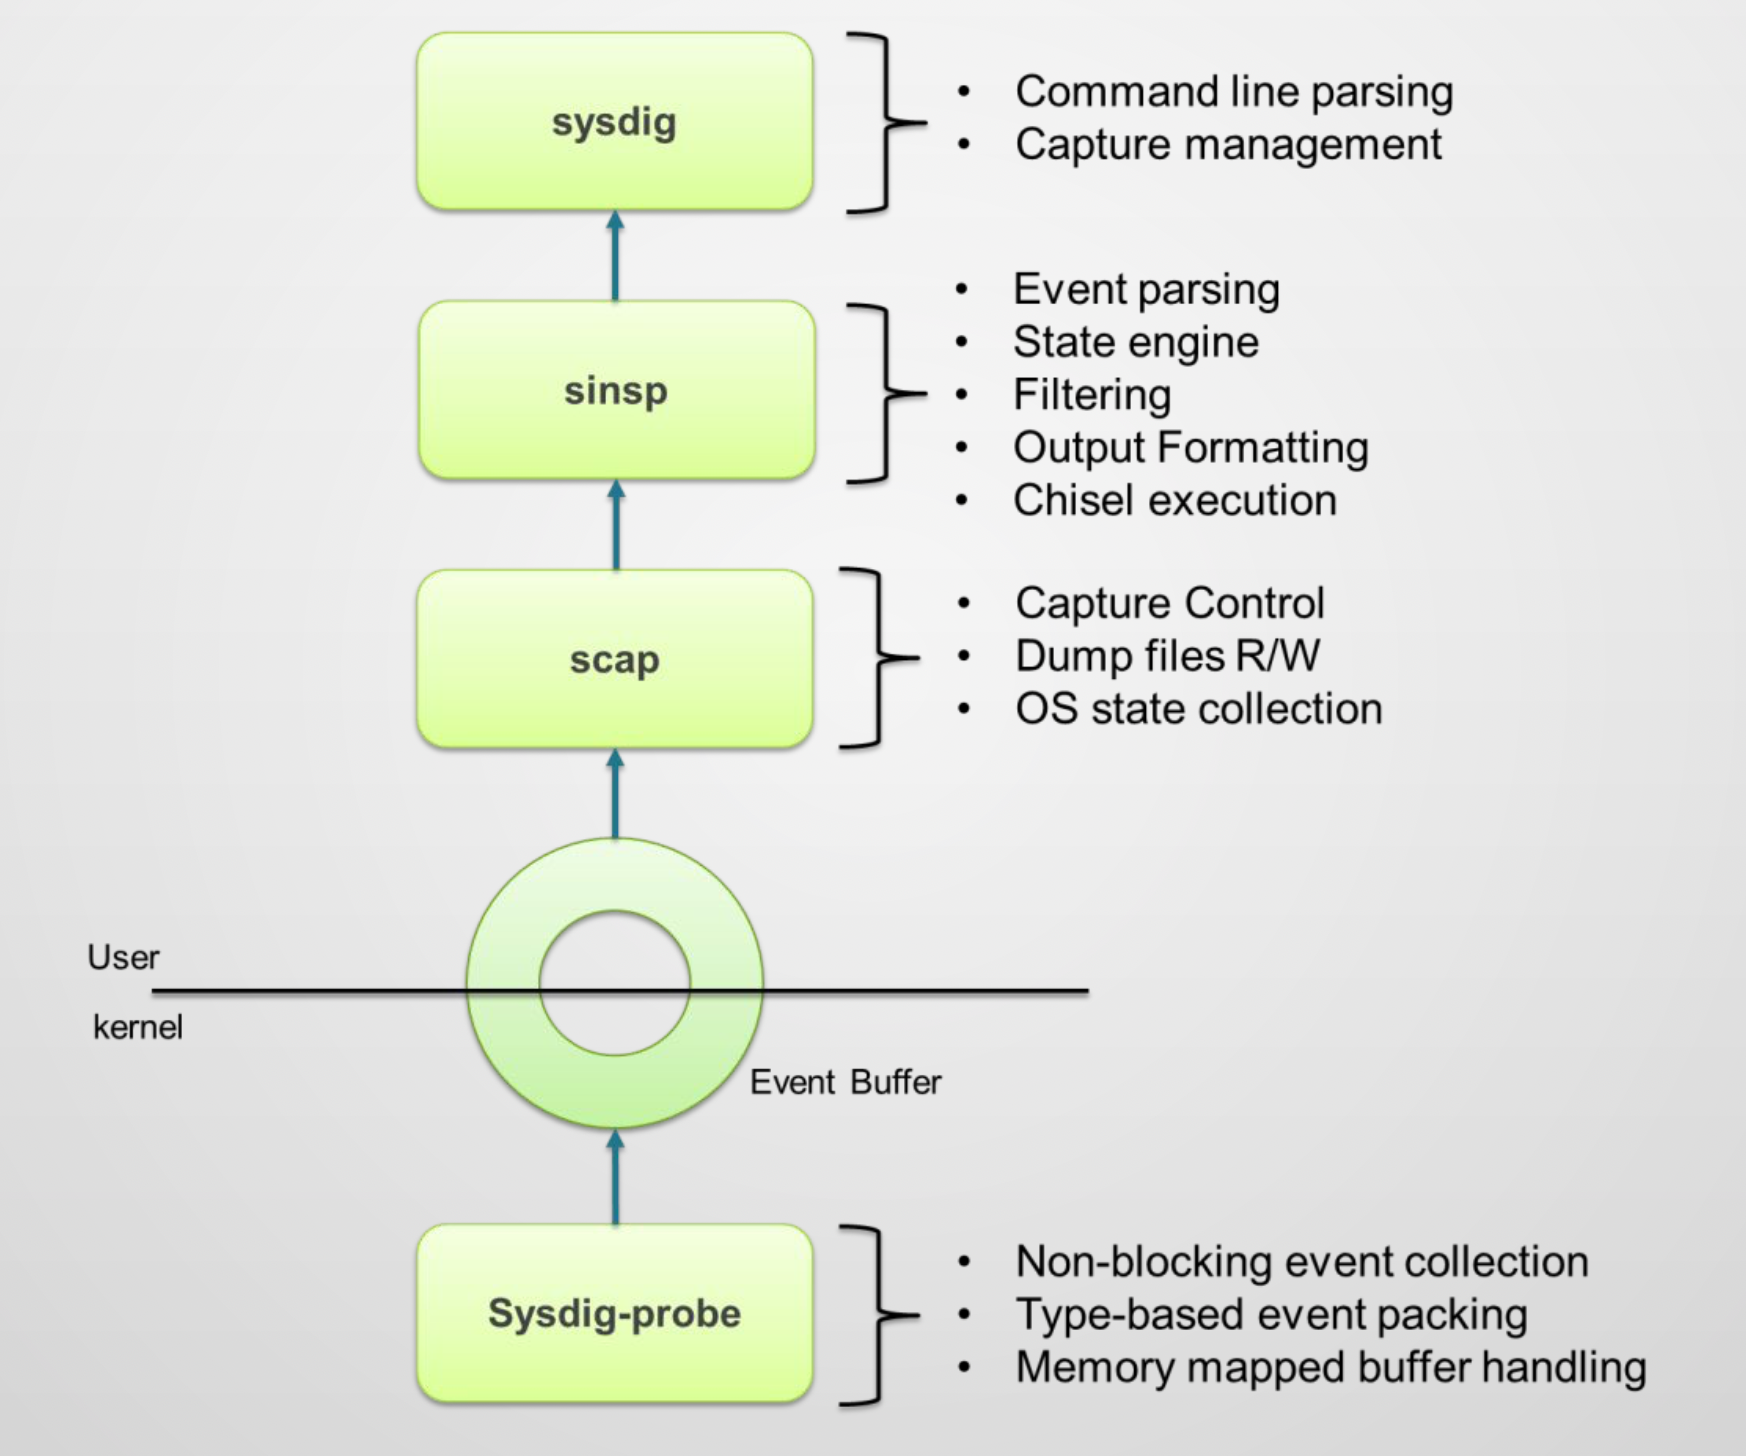 sysdig
• Command line parsing
• Capture management
sinsp
• Event parsing
• State engine
• Filtering
• Output Formatting
• Chisel execution
scap
• Capture Control
• Dump files R/W
• OS state collection
User
kernel
Event Buffer
Sysdig-probe
• Non-blocking event collection
• Type-based event packing
• Memory mapped buffer handling